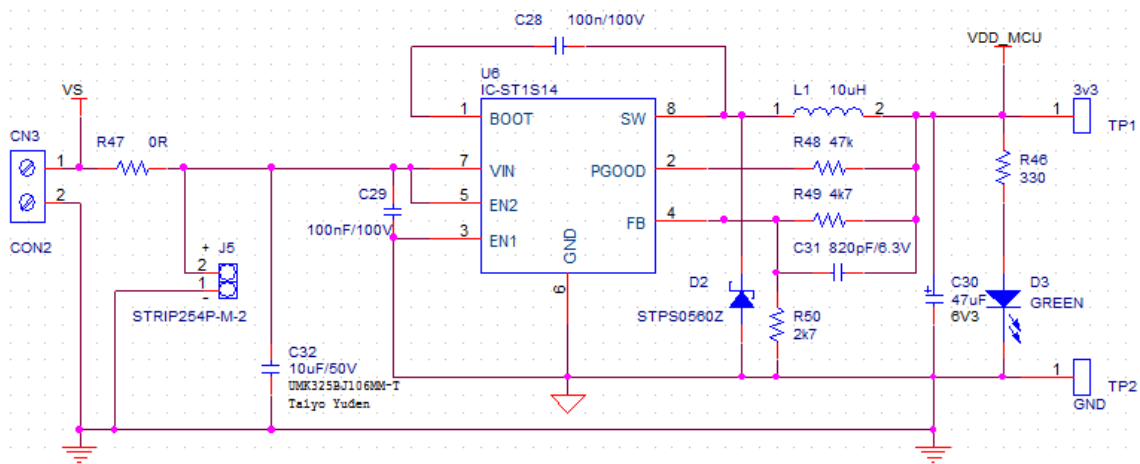 C28 100n/100V
VDD_MCU
U6
IC-ST1S14
VS
1 BOOT SW 8
1 L1 10uH 2
3v3
1
TP1
CN3
R47 0R
1
2
CON2
7 VIN
5 EN2
3 EN1
PGOOD 2
FB 4
GND
6
R48 47k
R49 4k7
C31 820pF/6.3V
R46
330
C29
100nF/100V
+ J5
2
1
-
STRIP254P-M-2
D2
STPS0560Z
R50
2k7
C30
+
47uF
6V3
D3
GREEN
C32
10uF/50V
UMK325BJ106MM-T
Taiyo Yuden
1
TP2
GND